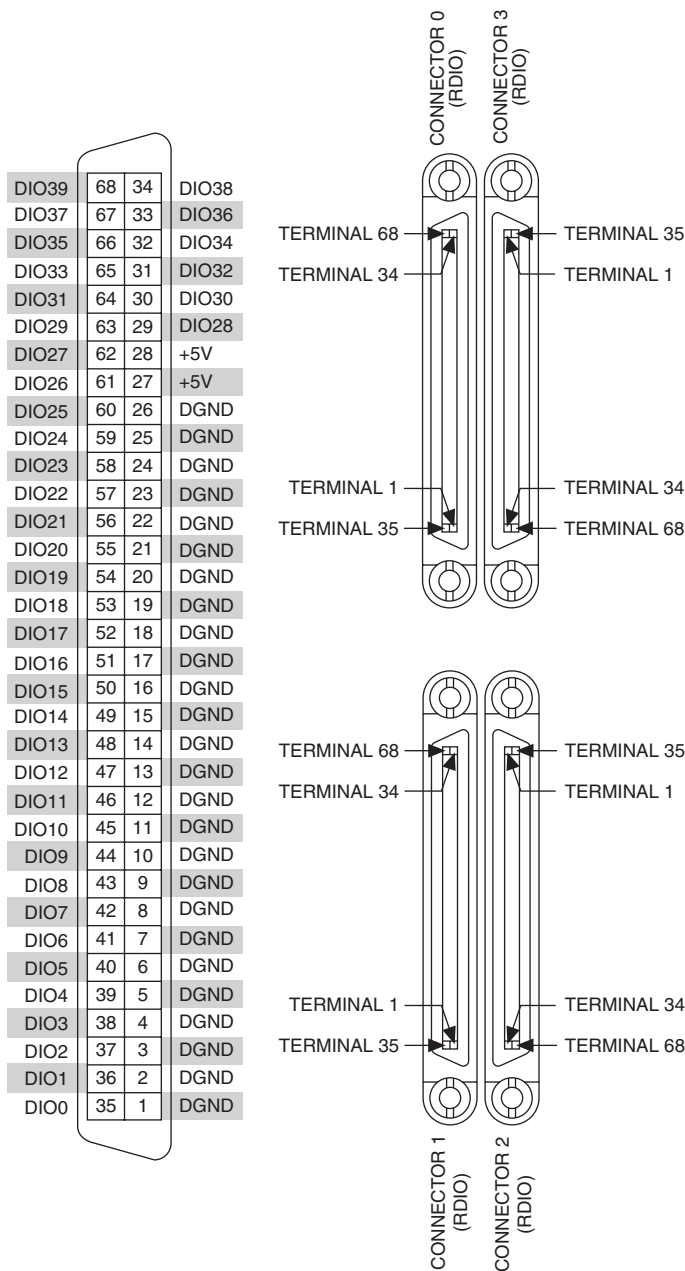 CONNECTOR 0
(RDIO)
CONNECTOR 3
(RDIO)
DIO39 68 34 DIO38
DIO37 67 33 DIO36
DIO35 66 32 DIO34
DIO33 65 31 DIO32
DIO31 64 30 DIO30
DIO29 63 29 DIO28
DIO27 62 28 +5V
DIO26 61 27 +5V
DIO25 60 26 DGND
DIO24 59 25 DGND
DIO23 58 24 DGND
DIO22 57 23 DGND
DIO21 56 22 DGND
DIO20 55 21 DGND
DIO19 54 20 DGND
DIO18 53 19 DGND
DIO17 52 18 DGND
DIO16 51 17 DGND
DIO15 50 16 DGND
DIO14 49 15 DGND
DIO13 48 14 DGND
DIO12 47 13 DGND
DIO11 46 12 DGND
DIO10 45 11 DGND
DIO9 44 10 DGND
DIO8 43 9 DGND
DIO7 42 8 DGND
DIO6 41 7 DGND
DIO5 40 6 DGND
DIO4 39 5 DGND
DIO3 38 4 DGND
DIO2 37 3 DGND
DIO1 36 2 DGND
DIO0 35 1 DGND
TERMINAL 68
TERMINAL 35
TERMINAL 34
TERMINAL 1
TERMINAL 1
TERMINAL 34
TERMINAL 35
TERMINAL 68
TERMINAL 68
TERMINAL 35
TERMINAL 34
TERMINAL 1
TERMINAL 1
TERMINAL 34
TERMINAL 35
TERMINAL 68
CONNECTOR 1
(RDIO)
CONNECTOR 2
(RDIO)